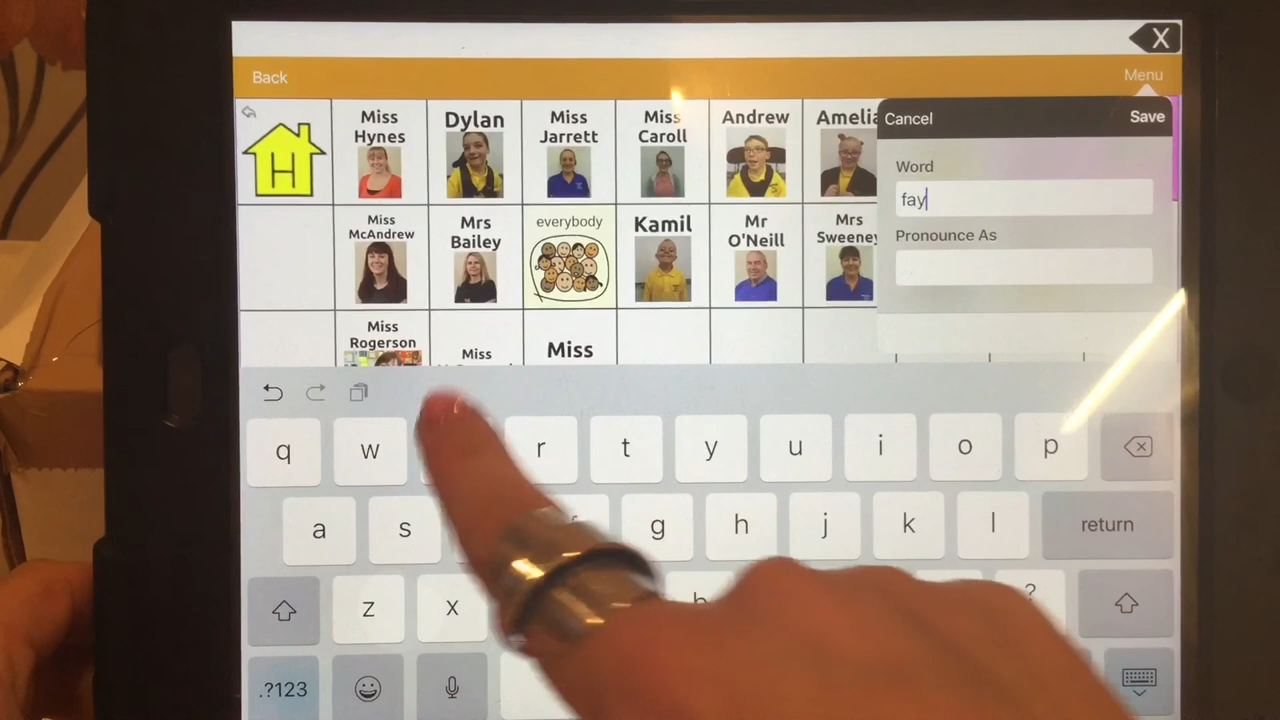 X
Back
Menu
Cancel
Save
Word
fay
Pronounce As
H
Miss
Hynes
Dylan
Miss
Jarrett
Miss
Caroll
Andrew
Amelia
Miss
McAndrew
Mrs
Bailey
everybody
Kamil
Mr
O'Neill
Mrs
Sweeney
Miss
Rogerson
Miss
Miss
q w r t y u i o p
a s g h j k l return
z x ?
.?123